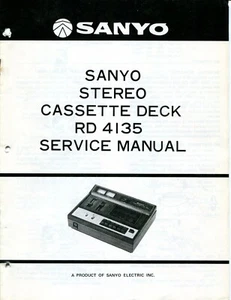 SANYO
SANYO
STEREO
CASSETTE DECK
RD 4135
SERVICE MANUAL
A PRODUCT OF SANYO ELECTRIC INC.